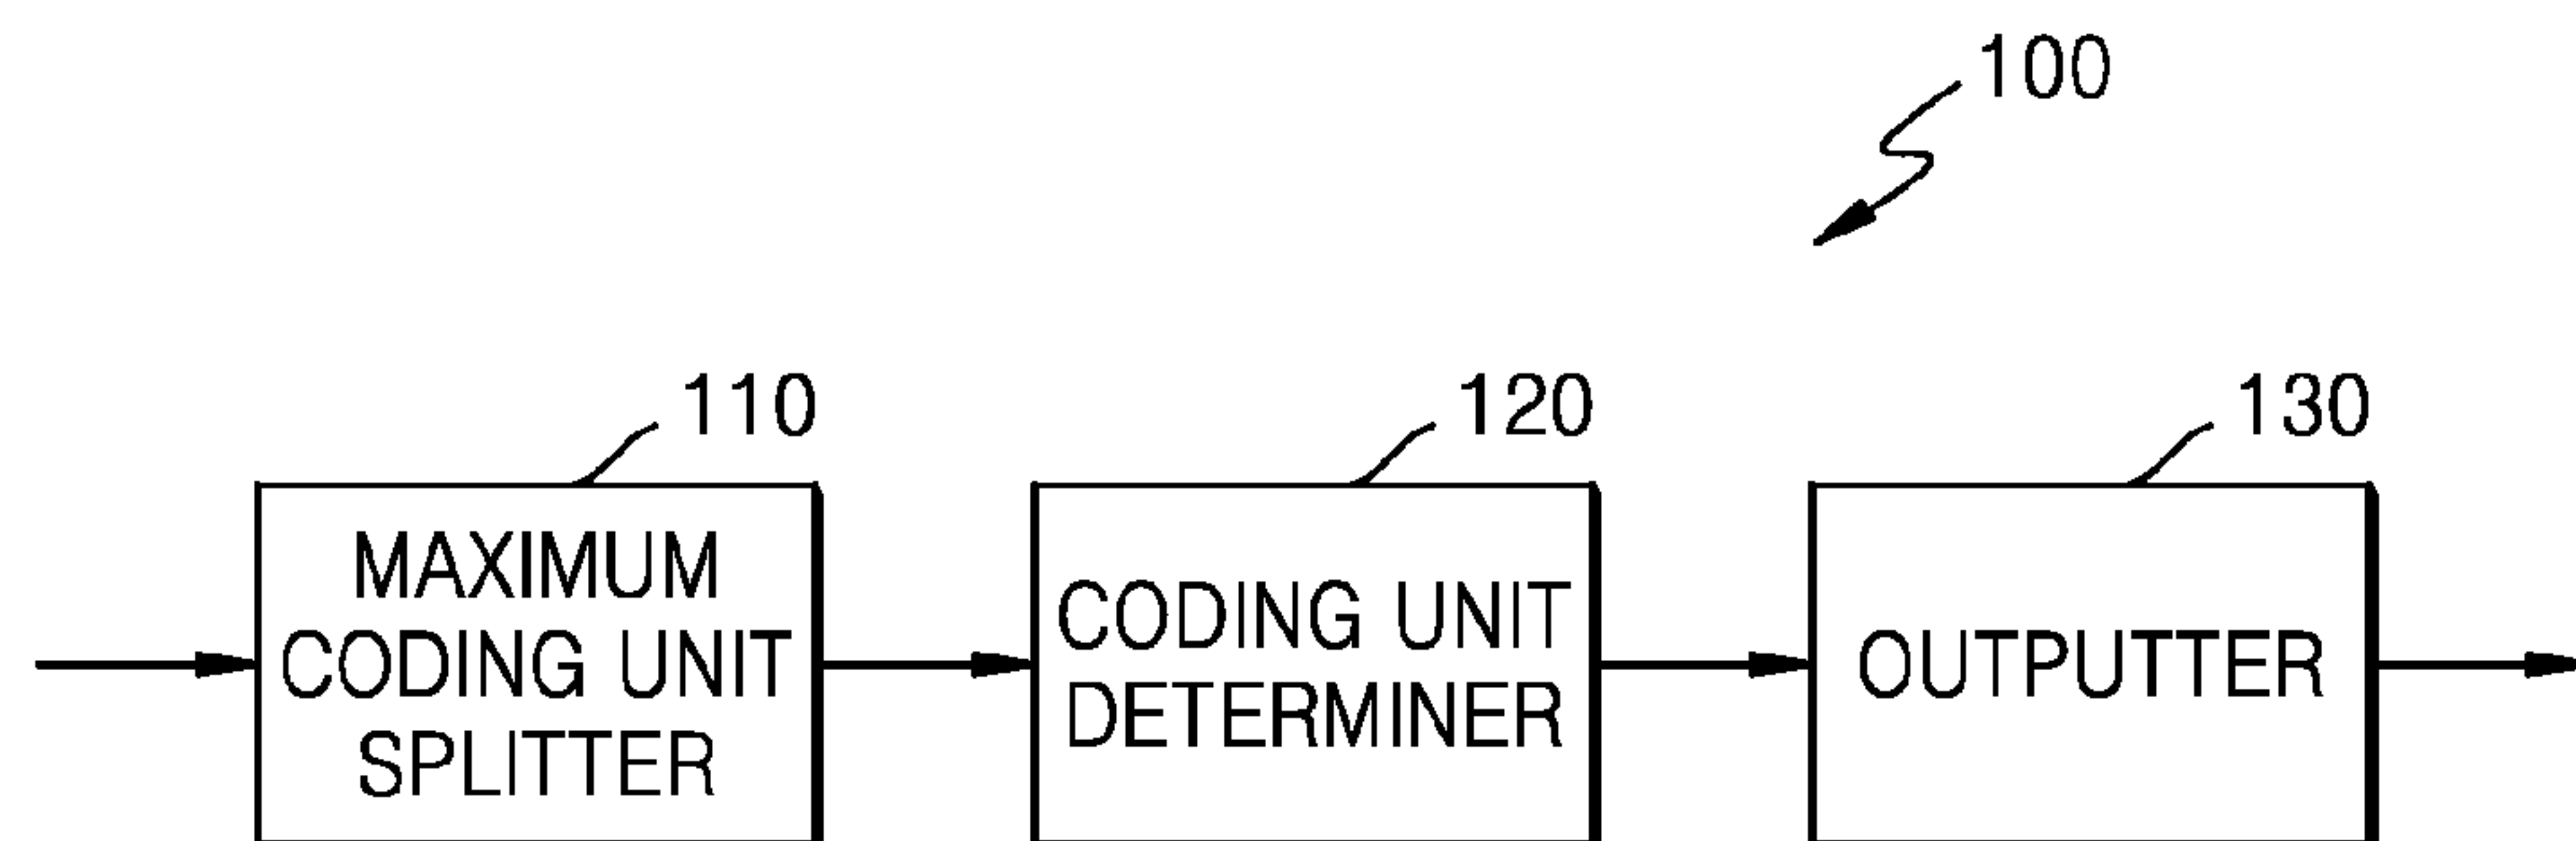 100
110
120
130
MAXIMUM
CODING UNIT
SPLITTER
CODING UNIT
DETERMINER
OUTPUTTER